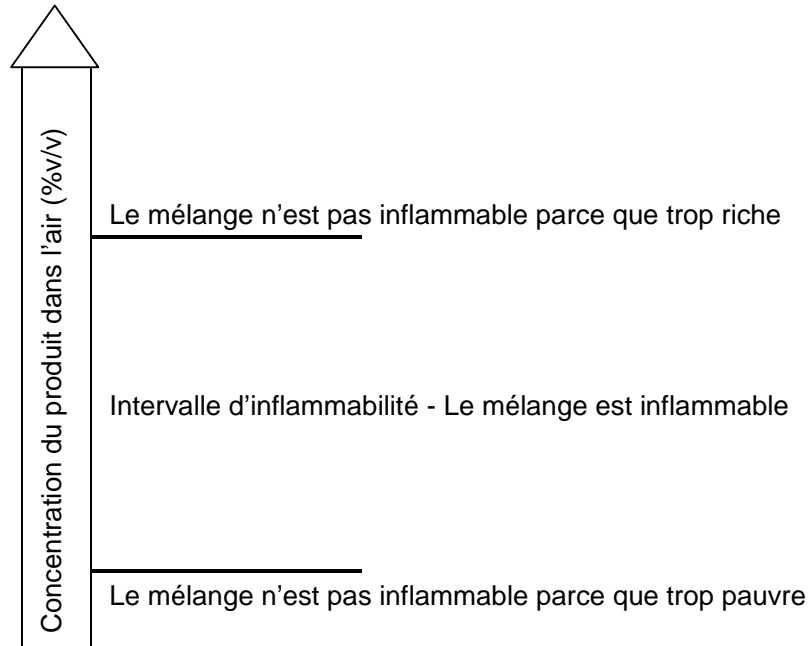 Concentration du produit dans l’air (%v/v)
Le mélange n’est pas inflammable parce que trop riche
Intervalle d’inflammabilité - Le mélange est inflammable
Le mélange n’est pas inflammable parce que trop pauvre